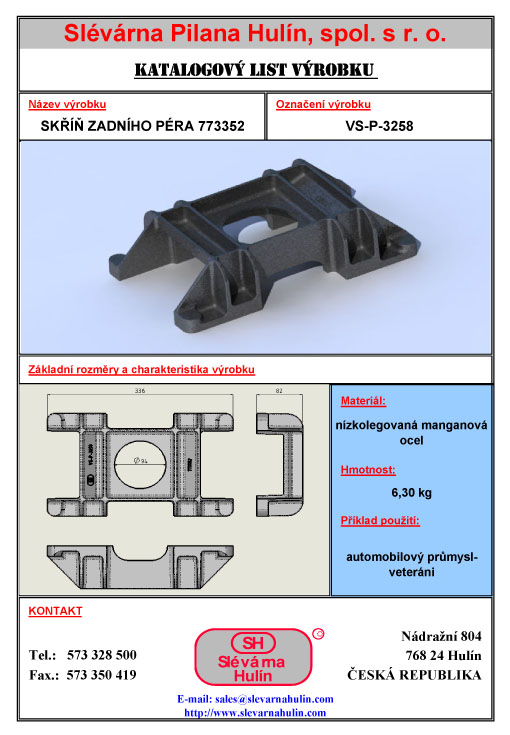 Slévárna Pilana Hulín, spol. s r. o.
KATALOGOVÝ LIST VÝROBKU
Název výrobku
Označení výrobku
SKŘÍŇ ZADNÍHO PÉRA 773352
VS-P-3258
Základní rozměry a charakteristika výrobku
336
82
VS-P-3258
Ø94
Materiál:
nízkolegovaná manganová
ocel
Hmotnost:
6,30 kg
Příklad použití:
automobilový průmysl-
veteráni
KONTAKT
Tel.: 573 328 500
Fax.: 573 350 419
SH
Slévárna
Hulín
Nádražní 804
768 24 Hulín
ČESKÁ REPUBLIKA
E-mail: sales@slevarnahulin.com
http://www.slevarnahulin.com